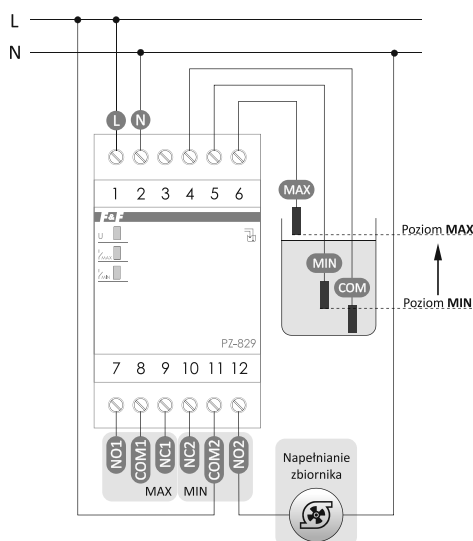 L
N
L N
1 2 3 4 5 6
F&F
U
MAX
MIN
PZ-829
7 8 9 10 11 12
NO1 COM1 NC1 NC2 COM2 NO2
MAX MIN
MAX
MIN
COM
Poziom MAX
Poziom MIN
Napełnianie
zbiornika